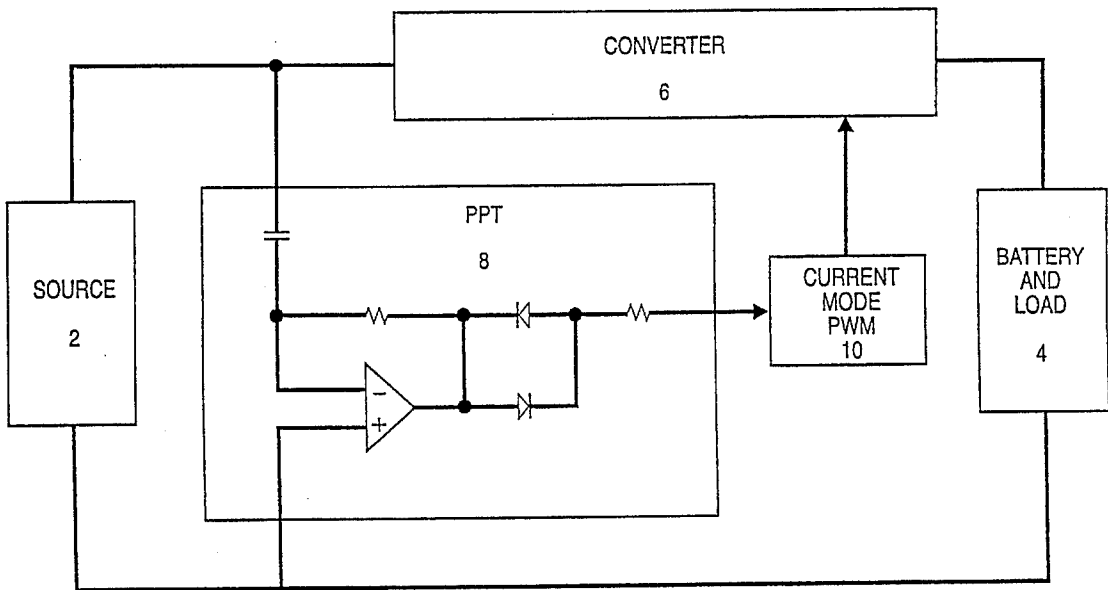 CONVERTER
6
PPT
8
SOURCE
2
CURRENT
MODE
PWM
10
BATTERY
AND
LOAD
4
−
+